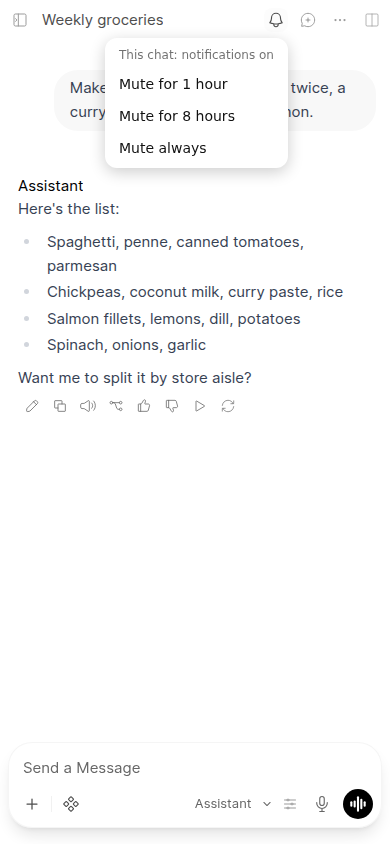 Weekly groceries
This chat: notifications on
Mute for 1 hour
Mute for 8 hours
Mute always
Make
twice, a
curry
Assistant
Here's the list:
Spaghetti, penne, canned tomatoes,
parmesan
Chickpeas, coconut milk, curry paste, rice
Salmon fillets, lemons, dill, potatoes
Spinach, onions, garlic
Want me to split it by store aisle?
Send a Message
Assistant